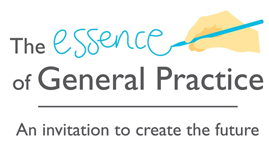 The essence
of General Practice
An invitation to create the future